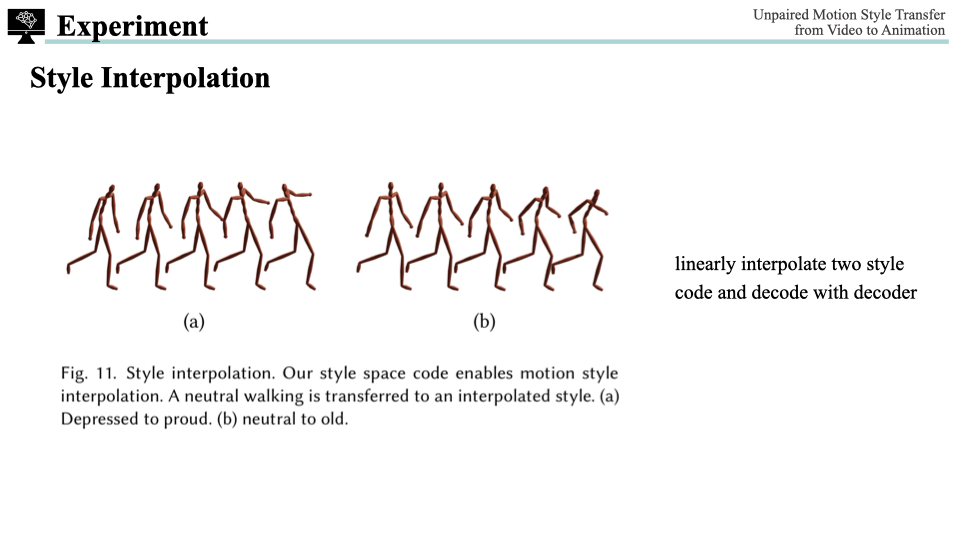 Experiment
Unpaired Motion Style Transfer
from Video to Animation
Style Interpolation
linearly interpolate two style
code and decode with decoder
(a)
(b)
Fig. 11. Style interpolation. Our style space code enables motion style
interpolation. A neutral walking is transferred to an interpolated style. (a)
Depressed to proud. (b) neutral to old.